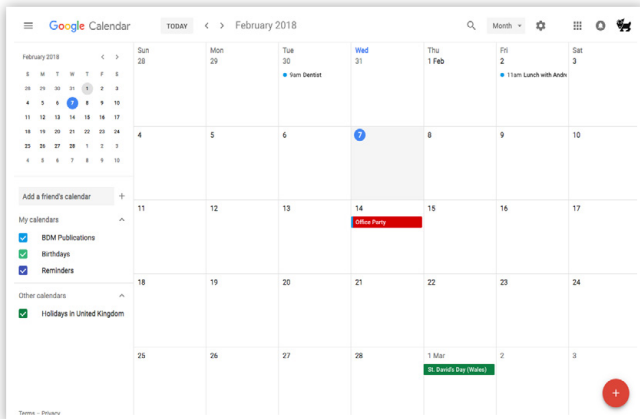 Google Calendar TODAY < > February 2018 Month
February 2018 < >
S M T W T F S
28 29 30 31 1 2 3
4 5 6 7 8 9 10
11 12 13 14 15 16 17
18 19 20 21 22 23 24
25 26 27 28 1 2 3
4 5 6 7 8 9 10
Add a friend's calendar +
My calendars
BDM Publications
Birthdays
Reminders
Other calendars
Holidays in United Kingdom
Terms – Privacy
Sun Mon Tue Wed Thu Fri Sat
28 29 30 31 1 Feb 2 3
9am Dentist 11am Lunch with Andre
4 5 6 7 8 9 10
11 12 13 14 15 16 17
Office Party
18 19 20 21 22 23 24
25 26 27 28 1 Mar 2 3
St. David's Day (Wales)
+